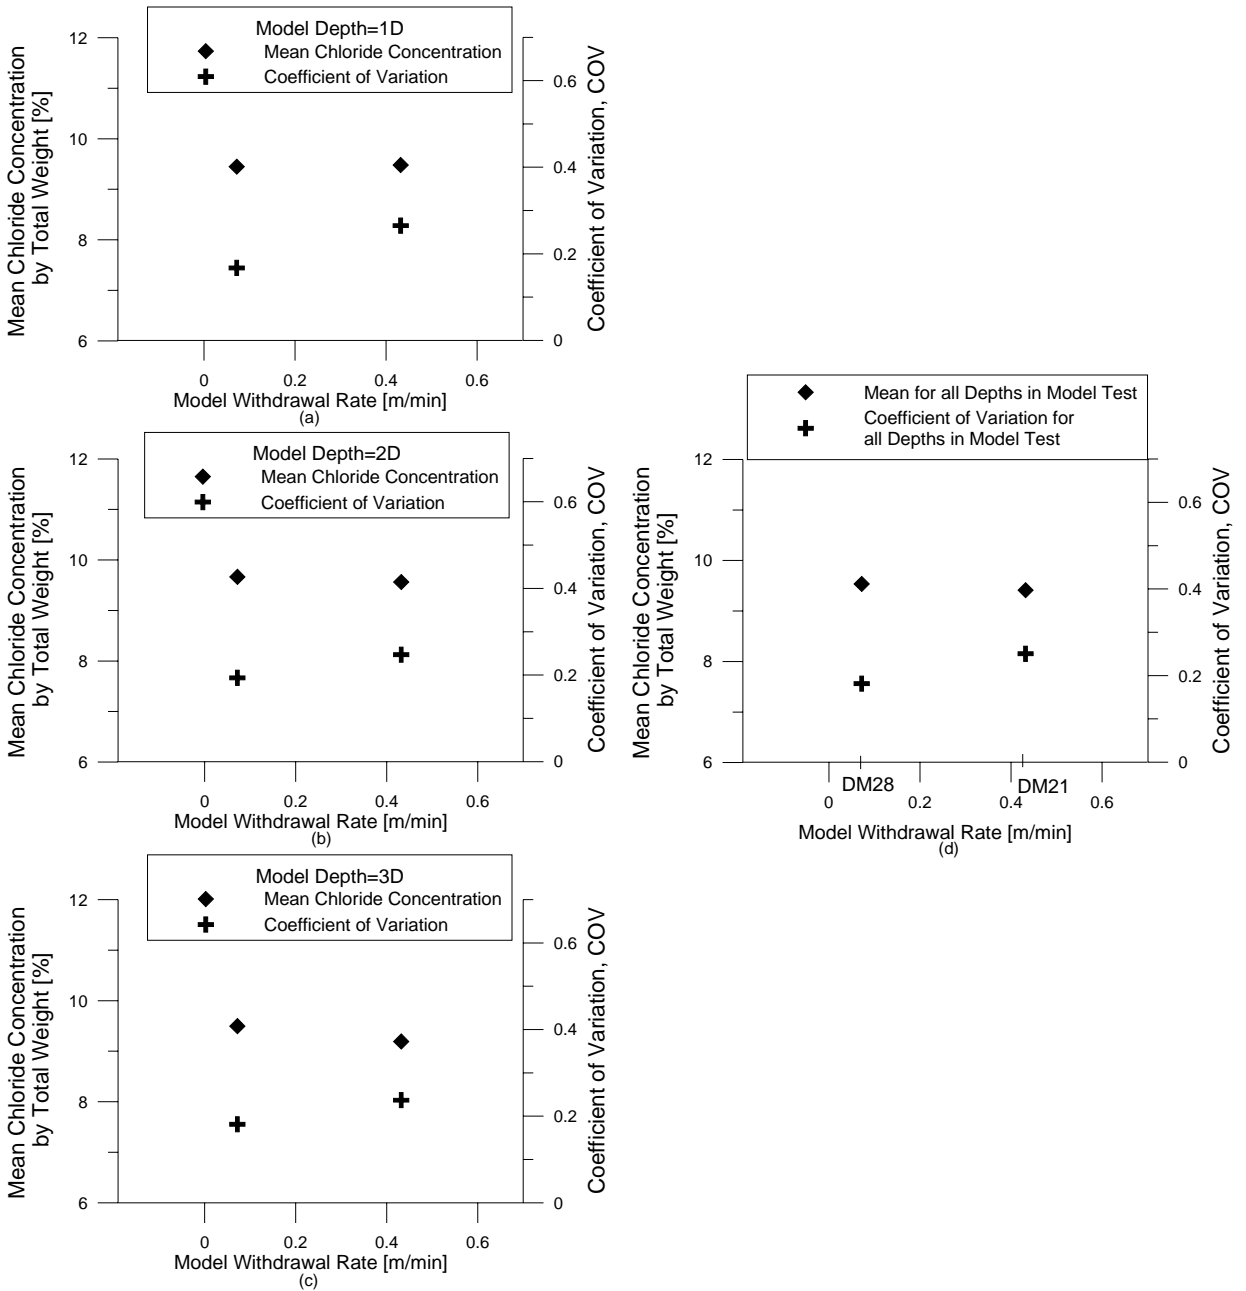 Model Depth=1D
Mean Chloride Concentration
Coefficient of Variation
Mean Chloride Concentration
by Total Weight [%]
12
10
8
6
Coefficient of Variation, COV
0.6
0.4
0.2
0
0 0.2 0.4 0.6
Model Withdrawal Rate [m/min]
(a)
Model Depth=2D
Mean Chloride Concentration
Coefficient of Variation
Mean Chloride Concentration
by Total Weight [%]
12
10
8
6
Coefficient of Variation, COV
0.6
0.4
0.2
0
0 0.2 0.4 0.6
Model Withdrawal Rate [m/min]
(b)
Model Depth=3D
Mean Chloride Concentration
Coefficient of Variation
Mean Chloride Concentration
by Total Weight [%]
12
10
8
6
Coefficient of Variation, COV
0.6
0.4
0.2
0
0 0.2 0.4 0.6
Model Withdrawal Rate [m/min]
(c)
Mean for all Depths in Model Test
Coefficient of Variation for
all Depths in Model Test
Mean Chloride Concentration
by Total Weight [%]
12
10
8
6
Coefficient of Variation, COV
0.6
0.4
0.2
0
DM28 DM21
0 0.2 0.4 0.6
Model Withdrawal Rate [m/min]
(d)